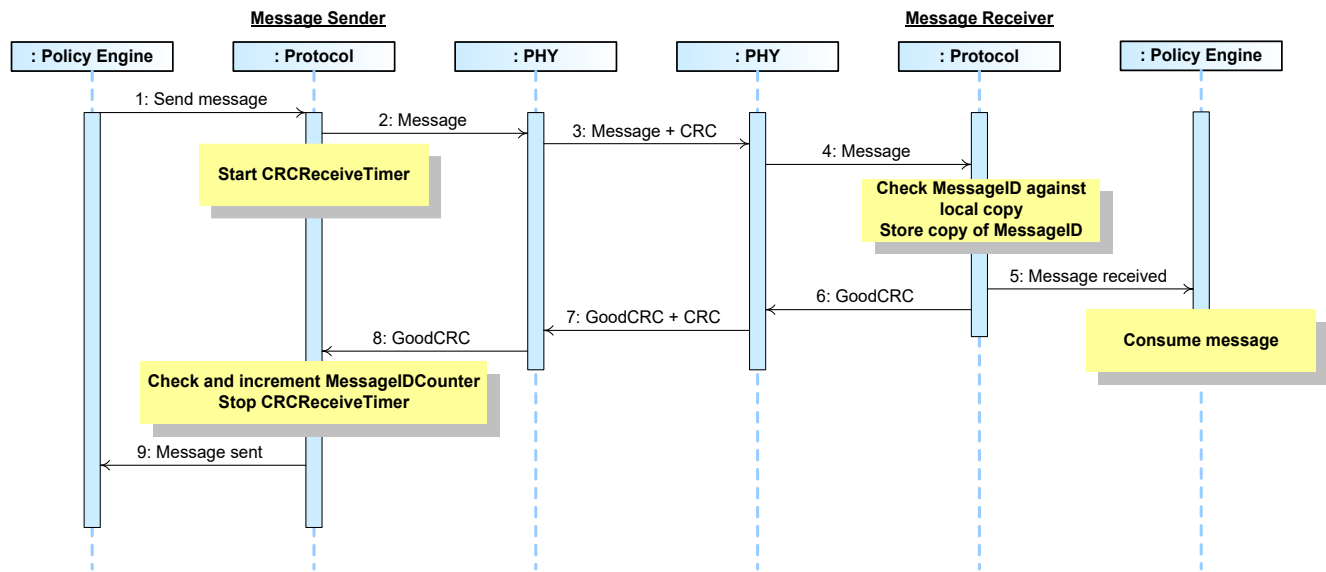 Message Sender
Message Receiver
: Policy Engine
: Protocol
: PHY
: PHY
: Protocol
: Policy Engine
1: Send message
2: Message
3: Message + CRC
4: Message
Start CRCReceiveTimer
Check MessageID against
local copy
Store copy of MessageID
5: Message received
6: GoodCRC
7: GoodCRC + CRC
8: GoodCRC
Consume message
Check and increment MessageIDCounter
Stop CRCReceiveTimer
9: Message sent